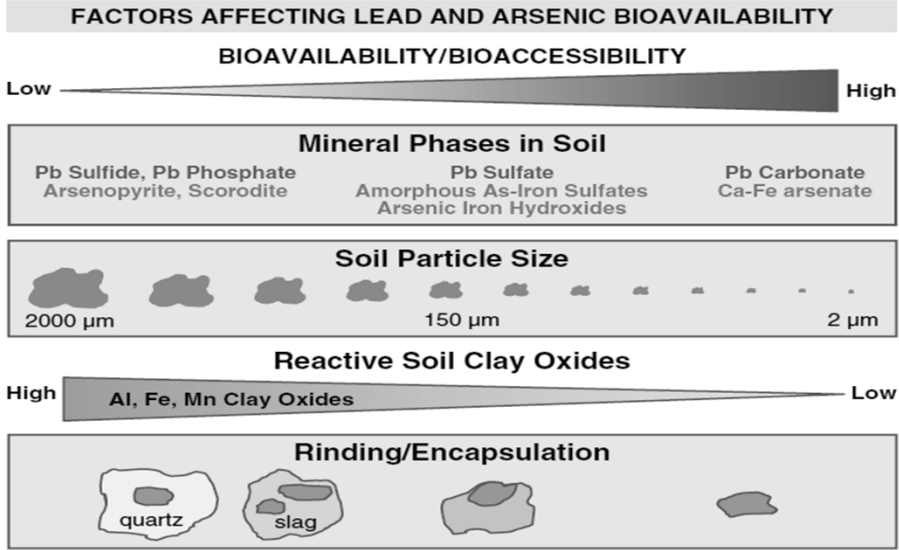 FACTORS AFFECTING LEAD AND ARSENIC BIOAVAILABILITY
BIOAVAILABILITY/BIOACCESSIBILITY
Low High
Mineral Phases in Soil
Pb Sulfide, Pb Phosphate Pb Sulfate Pb Carbonate
Arsenopyrite, Scorodite Amorphous As-Iron Sulfates Ca-Fe arsenate
Arsenic Iron Hydroxides
Soil Particle Size
2000 µm 150 µm 2 µm
Reactive Soil Clay Oxides
High Al, Fe, Mn Clay Oxides Low
Rinding/Encapsulation
quartz slag